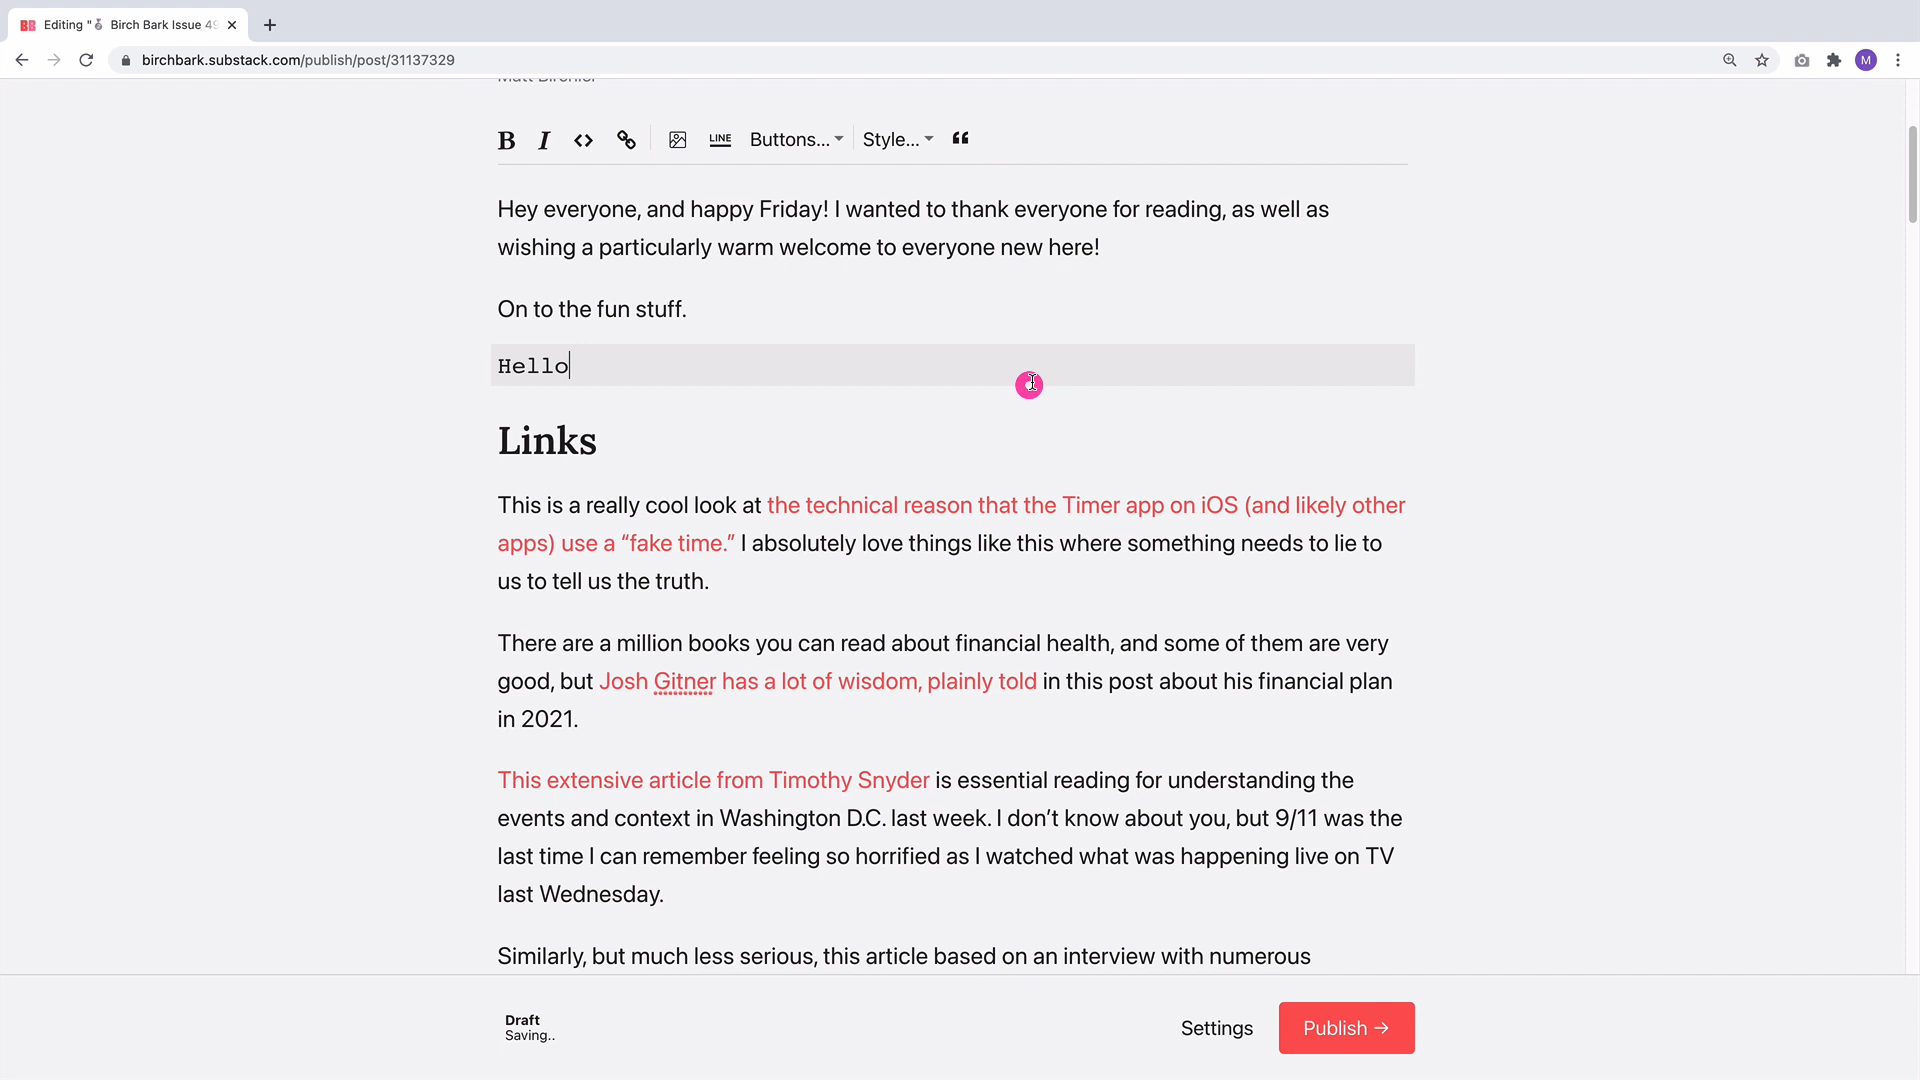 Editing "🥈 Birch Bark Issue 49
birchbark.substack.com/publish/post/31137329
M
Matt Birchler
B I <> LINE Buttons... Style... “
Hey everyone, and happy Friday! I wanted to thank everyone for reading, as well as
wishing a particularly warm welcome to everyone new here!
On to the fun stuff.
Hello
Links
This is a really cool look at the technical reason that the Timer app on iOS (and likely other
apps) use a “fake time.” I absolutely love things like this where something needs to lie to
us to tell us the truth.
There are a million books you can read about financial health, and some of them are very
good, but Josh Gitner has a lot of wisdom, plainly told in this post about his financial plan
in 2021.
This extensive article from Timothy Snyder is essential reading for understanding the
events and context in Washington D.C. last week. I don’t know about you, but 9/11 was the
last time I can remember feeling so horrified as I watched what was happening live on TV
last Wednesday.
Similarly, but much less serious, this article based on an interview with numerous
Draft
Saving..
Settings
Publish →